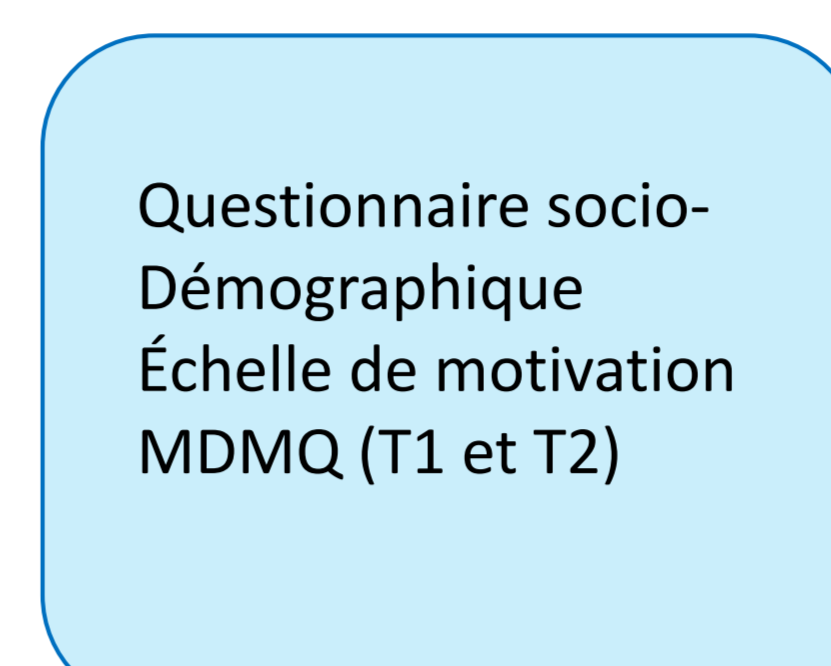 Questionnaire socio-
Démographique
Échelle de motivation
MDMQ (T1 et T2)